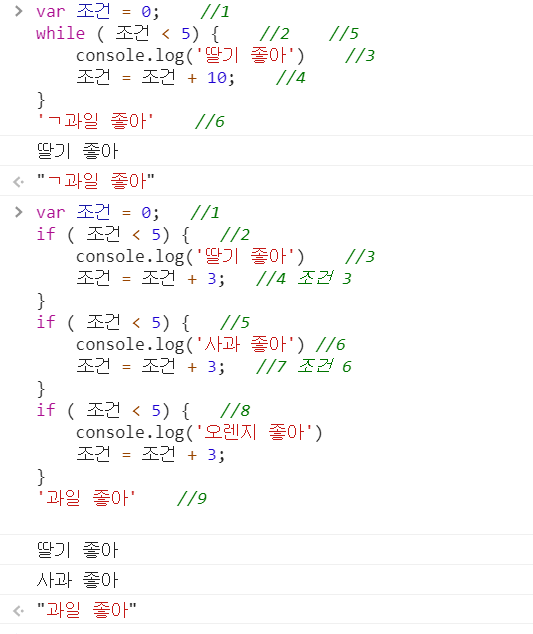 > var 조건 = 0;    //1
while ( 조건 < 5) {    //2    //5
    console.log('딸기 좋아')    //3
    조건 = 조건 + 10;    //4
}
'ㄱ과일 좋아'    //6
딸기 좋아
"ㄱ과일 좋아"
> var 조건 = 0;   //1
if ( 조건 < 5) {   //2
    console.log('딸기 좋아')    //3
    조건 = 조건 + 3;   //4 조건 3
}
if ( 조건 < 5) {   //5
    console.log('사과 좋아') //6
    조건 = 조건 + 3;   //7 조건 6
}
if ( 조건 < 5) {   //8
    console.log('오렌지 좋아')
    조건 = 조건 + 3;
}
'과일 좋아'    //9
딸기 좋아
사과 좋아
"과일 좋아"